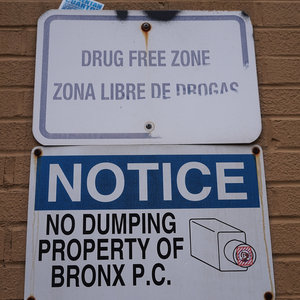 DRUG FREE ZONE
ZONA LIBRE DE DROGAS
NOTICE
NO DUMPING
PROPERTY OF
BRONX P.C.